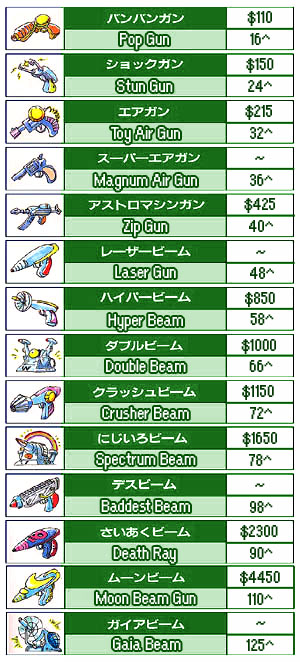 バンバンガン $110
Pop Gun 16^
ショックガン $150
Stun Gun 24^
エアガン $215
Toy Air Gun 32^
スーパーエアガン ~
Magnum Air Gun 36^
アストロマシンガン $425
Zip Gun 40^
レーザービーム ~
Laser Gun 48^
ハイパービーム $850
Hyper Beam 58^
ダブルビーム $1000
Double Beam 66^
クラッシュビーム $1150
Crusher Beam 72^
にじいろビーム $1650
Spectrum Beam 78^
デスビーム ~
Baddest Beam 98^
さいあくビーム $2300
Death Ray 90^
ムーンビーム $4450
Moon Beam Gun 110^
ガイアビーム ~
Gaia Beam 125^